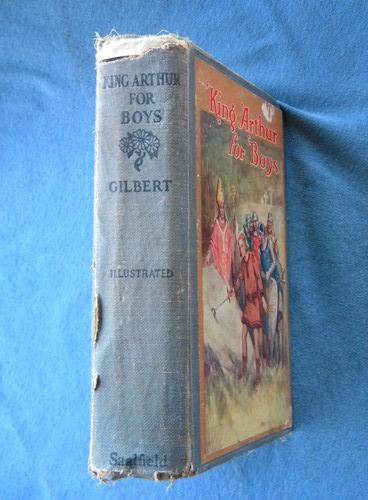 KING ARTHUR
FOR
BOYS
GILBERT
ILLUSTRATED
Saalfield
King Arthur
for Boys